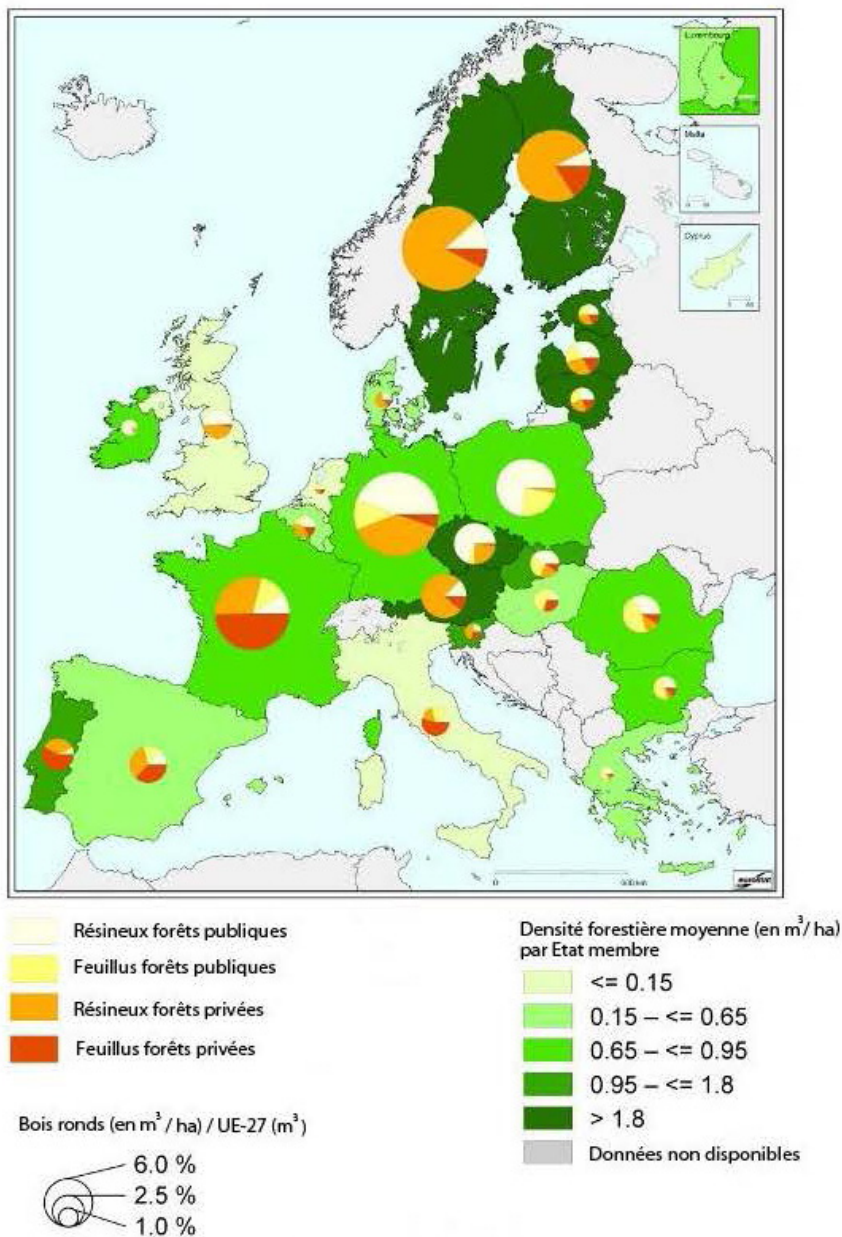 Luxembourg
Malta
Cyprus
0
Résineux forêts publiques
Feuillus forêts publiques
Résineux forêts privées
Feuillus forêts privées
Bois ronds (en m³/ ha) / UE-27 (m³)
6.0 %
2.5 %
1.0 %
Densité forestière moyenne (en m³/ ha)
par Etat membre
<= 0.15
0.15 – <= 0.65
0.65 – <= 0.95
0.95 – <= 1.8
> 1.8
Données non disponibles